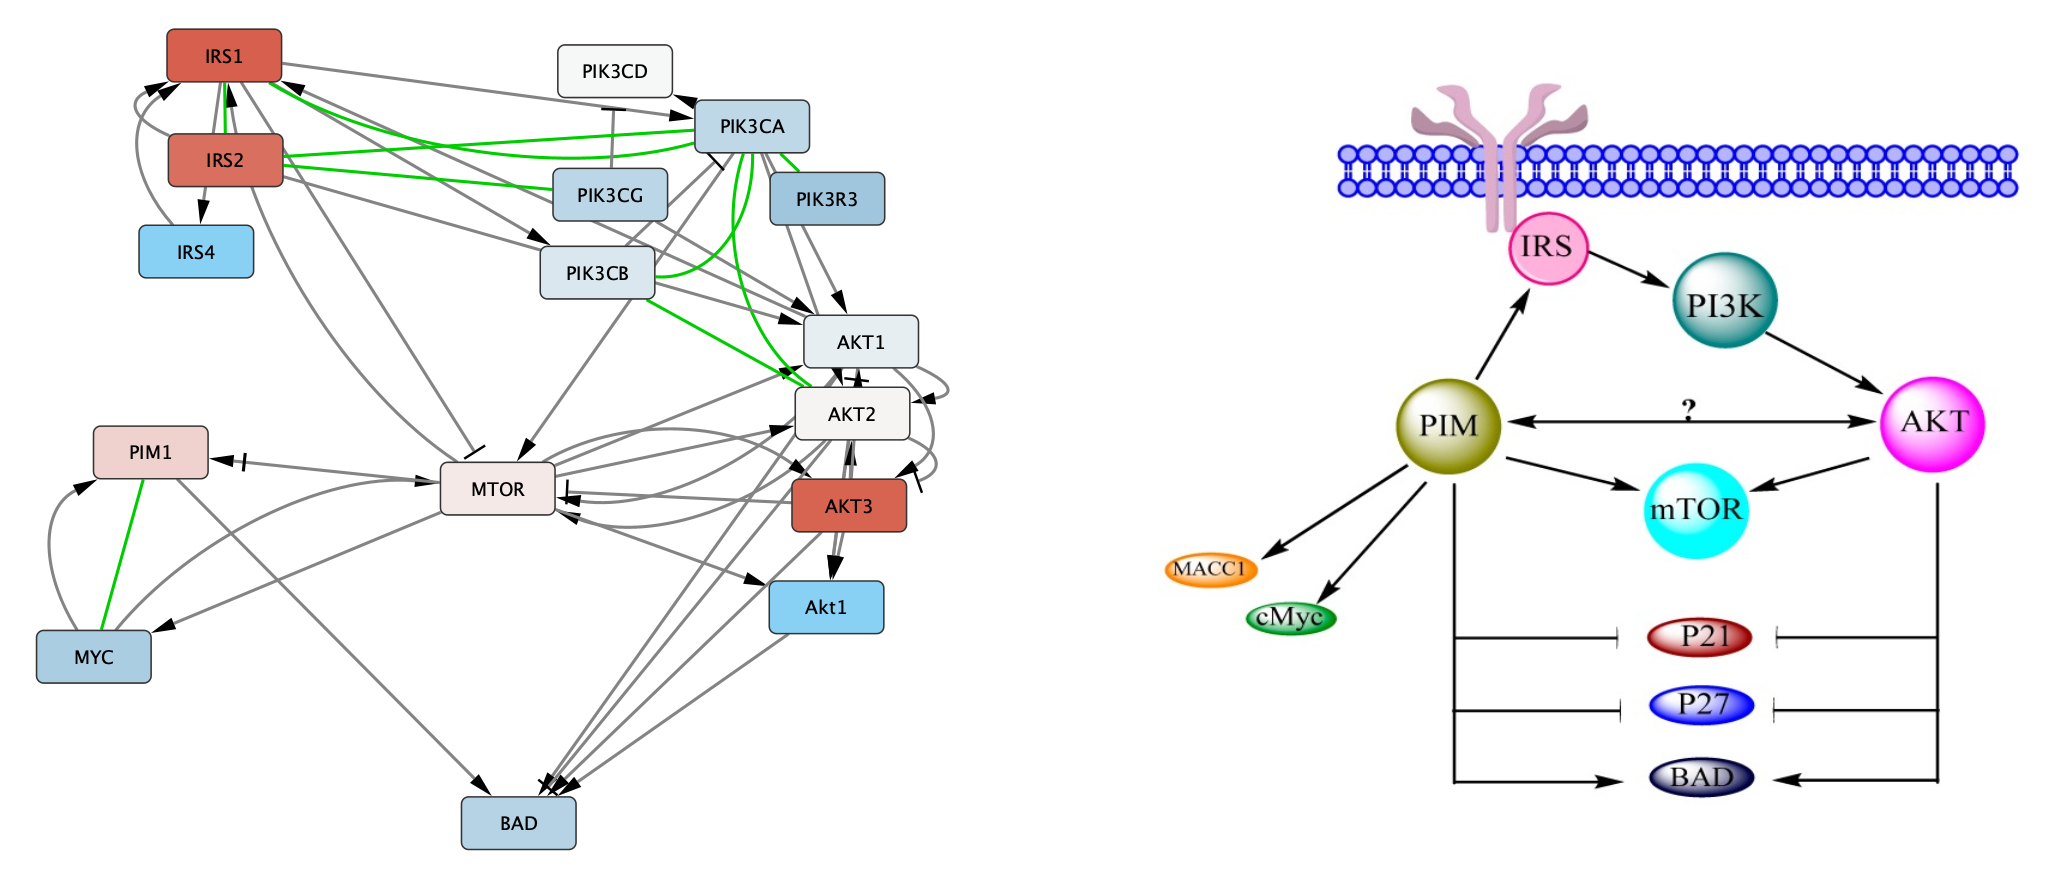 IRS1
PIK3CD
PIK3CA
IRS2
PIK3CG
PIK3R3
IRS4
PIK3CB
AKT1
AKT2
PIM1
MTOR
AKT3
Akt1
MYC
BAD
IRS
PI3K
?
PIM
AKT
mTOR
MACC1
cMyc
P21
P27
BAD